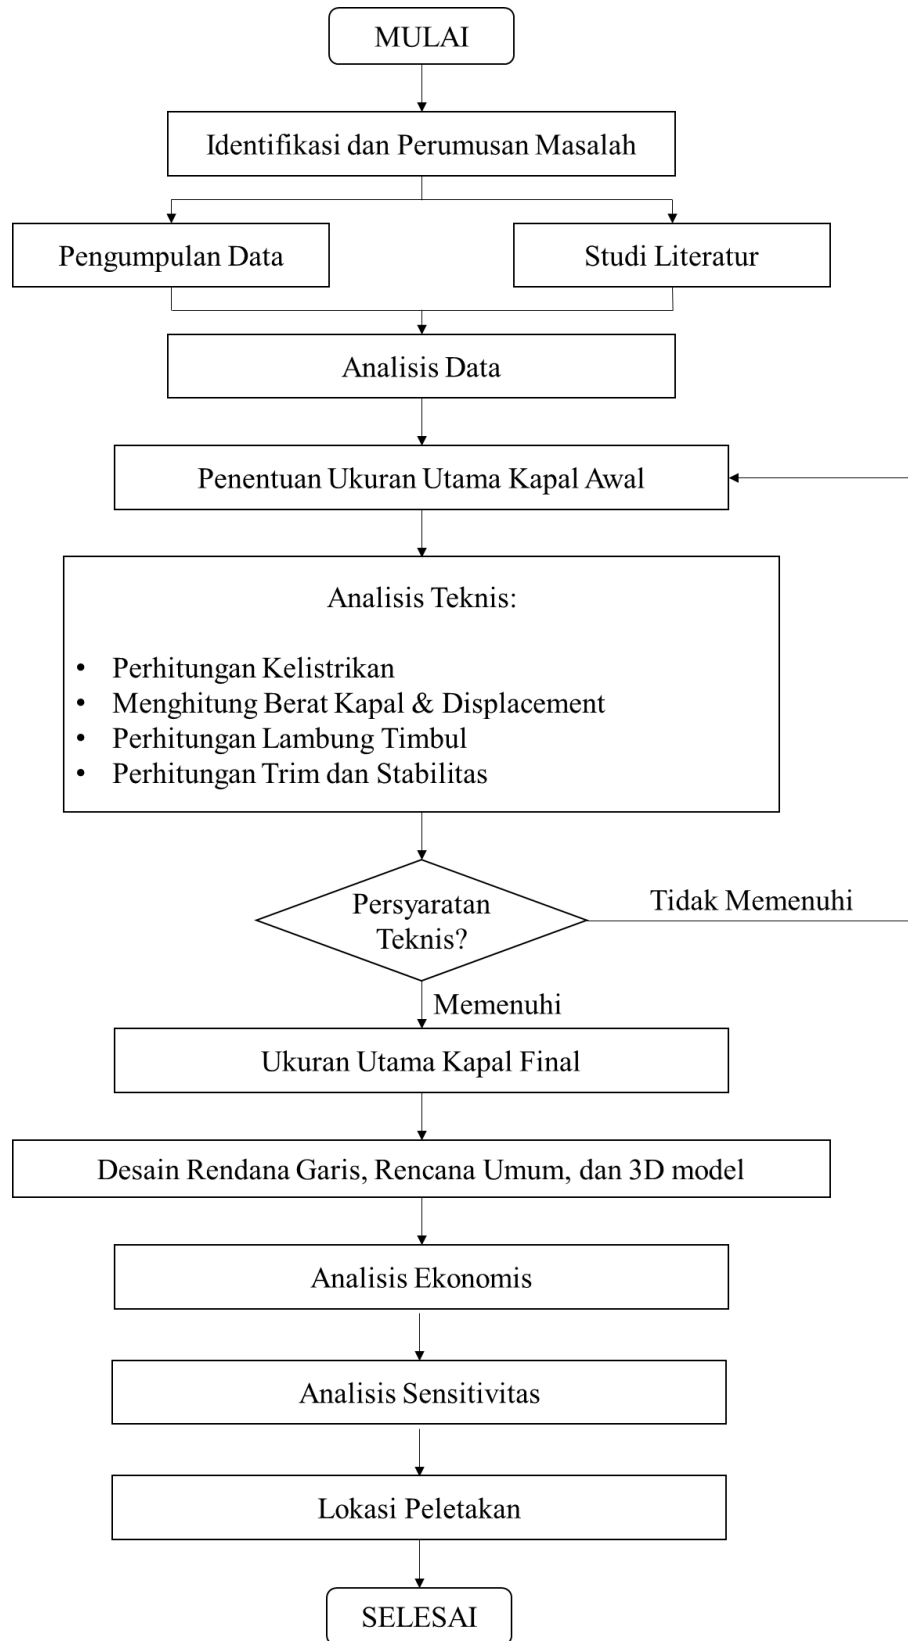 MULAI
Identifikasi dan Perumusan Masalah
Pengumpulan Data
Studi Literatur
Analisis Data
Penentuan Ukuran Utama Kapal Awal
Analisis Teknis:
• Perhitungan Kelistrikan
• Menghitung Berat Kapal & Displacement
• Perhitungan Lambung Timbul
• Perhitungan Trim dan Stabilitas
Persyaratan
Teknis?
Tidak Memenuhi
Memenuhi
Ukuran Utama Kapal Final
Desain Rendana Garis, Rencana Umum, dan 3D model
Analisis Ekonomis
Analisis Sensitivitas
Lokasi Peletakan
SELESAI